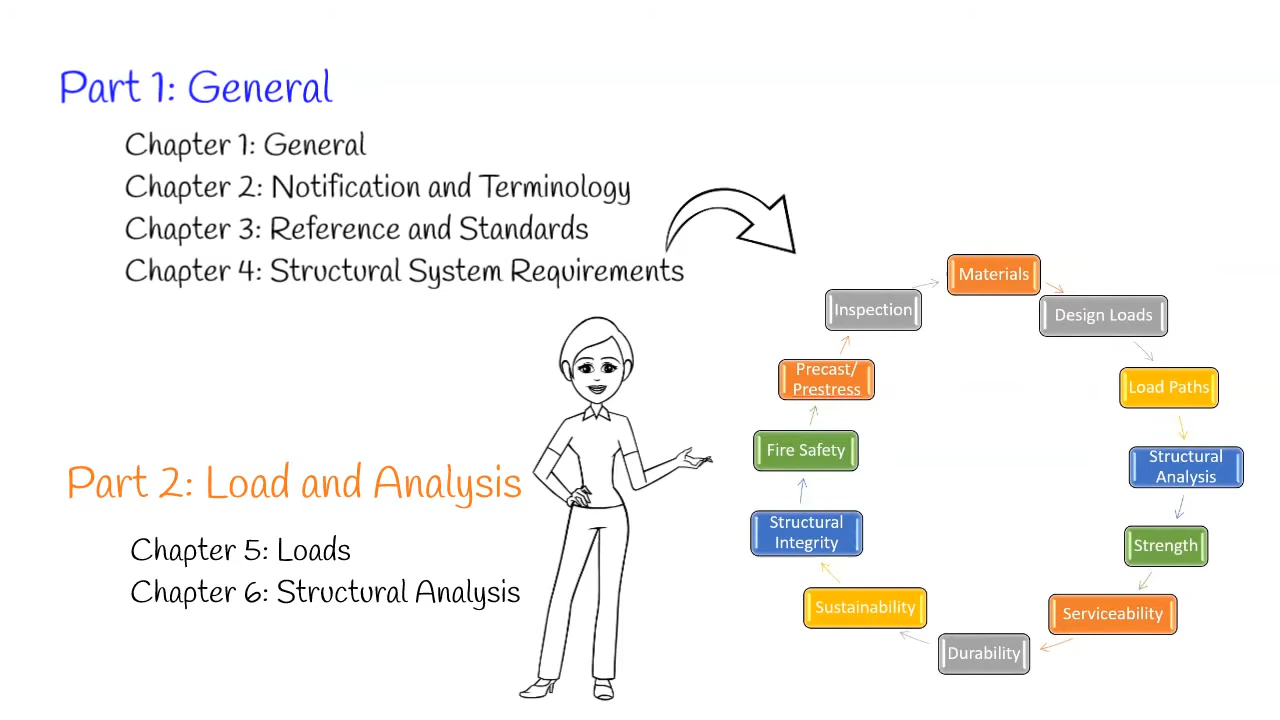 Part 1: General
Chapter 1: General
Chapter 2: Notification and Terminology
Chapter 3: Reference and Standards
Chapter 4: Structural System Requirements
Part 2: Load and Analysis
Chapter 5: Loads
Chapter 6: Structural Analysis
Materials
Design Loads
Load Paths
Structural
Analysis
Strength
Serviceability
Durability
Sustainability
Structural
Integrity
Fire Safety
Precast/
Prestress
Inspection